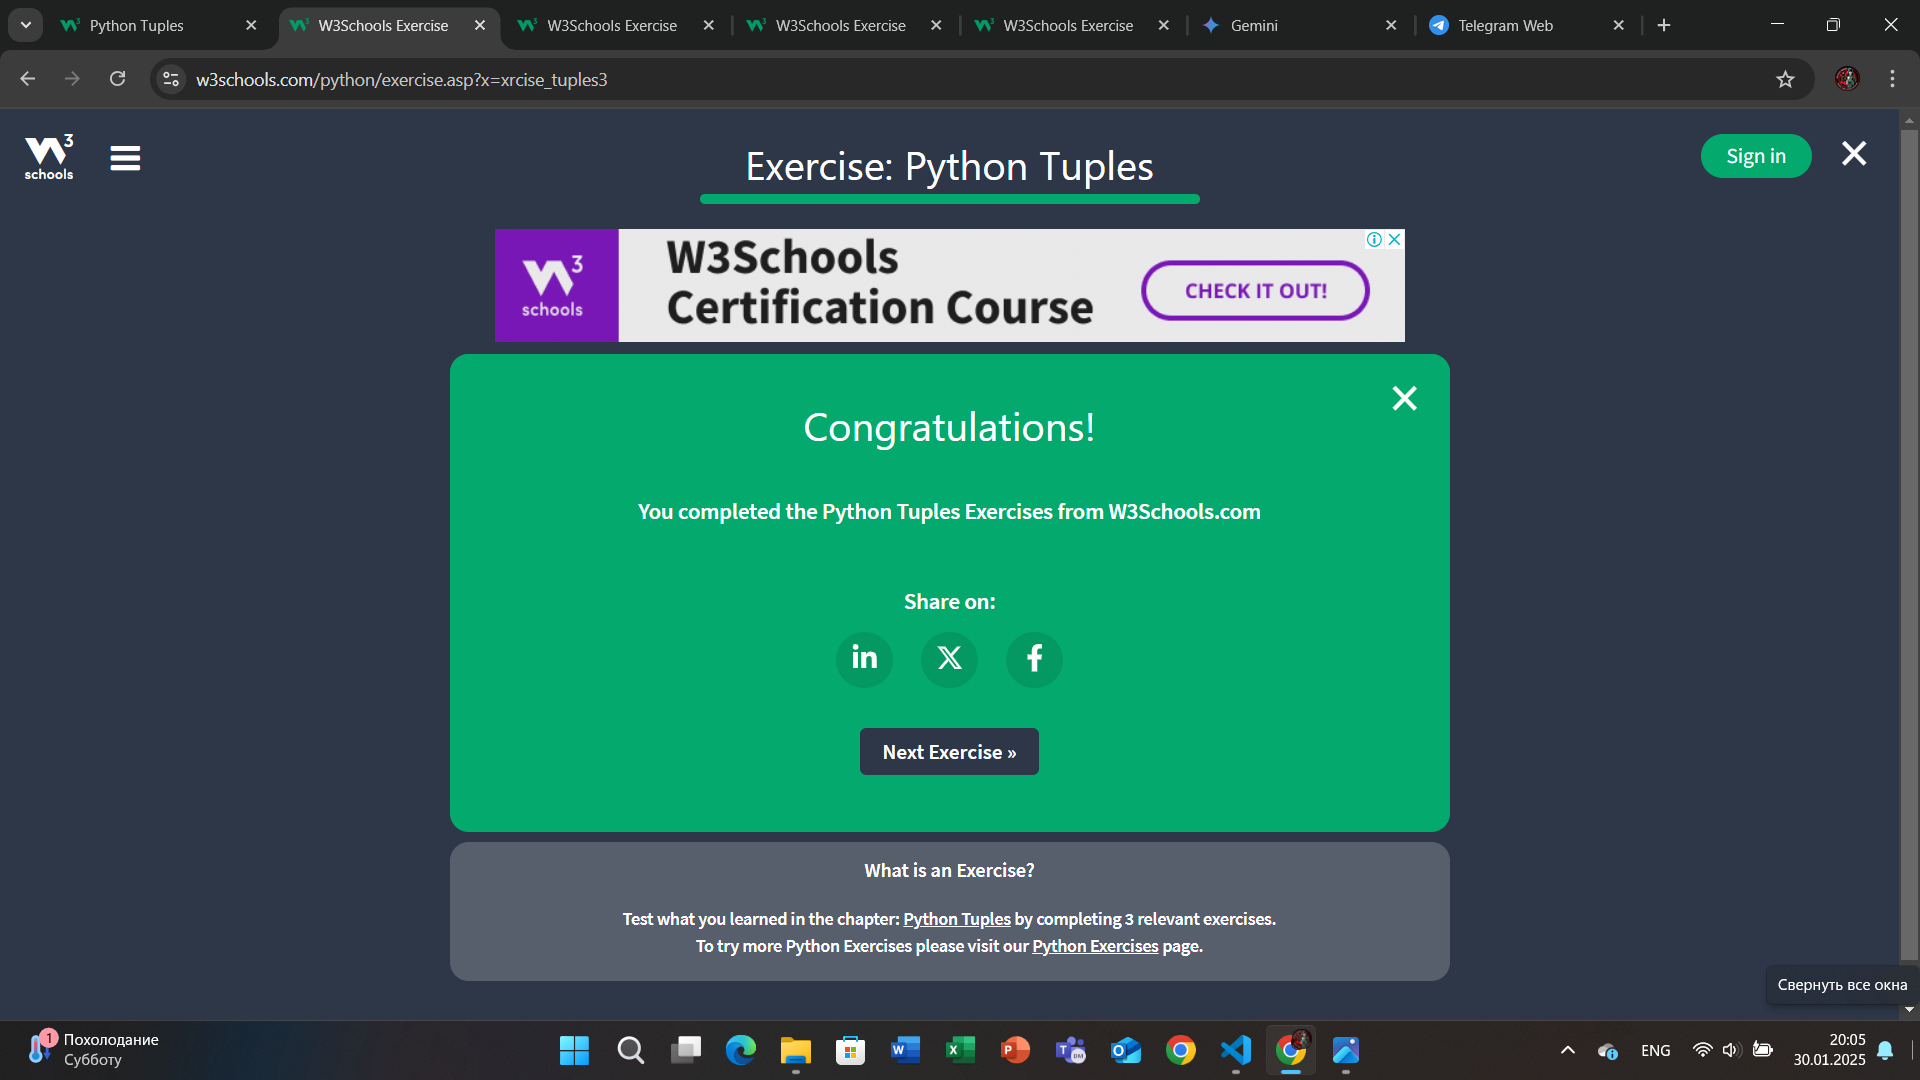 Python Tuples
W3Schools Exercise
W3Schools Exercise
W3Schools Exercise
W3Schools Exercise
Gemini
Telegram Web
w3schools.com/python/exercise.asp?x=xrcise_tuples3
3
schools
Exercise: Python Tuples
Sign in
3
schools
W3Schools
Certification Course
CHECK IT OUT!
Congratulations!
You completed the Python Tuples Exercises from W3Schools.com
Share on:
in
X
f
Next Exercise »
What is an Exercise?
Test what you learned in the chapter: Python Tuples by completing 3 relevant exercises.
To try more Python Exercises please visit our Python Exercises page.
Свернуть все окна
1
Похолодание
Субботу
ENG
20:05
30.01.2025